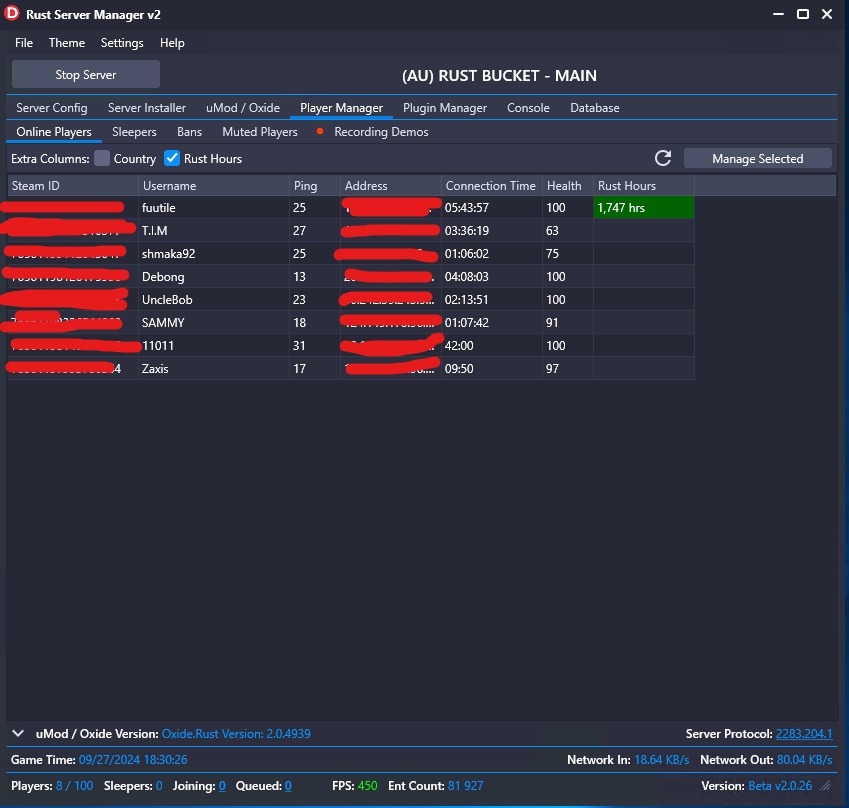 D Rust Server Manager v2
File Theme Settings Help
Stop Server (AU) RUST BUCKET - MAIN
Server Config Server Installer uMod / Oxide Player Manager Plugin Manager Console Database
Online Players Sleepers Bans Muted Players Recording Demos
Extra Columns: Country Rust Hours Manage Selected
Steam ID Username Ping Address Connection Time Health Rust Hours
fuutile 25 05:43:57 100 1,747 hrs
T.I.M 27 03:36:19 63
shmaka92 25 01:06:02 75
Debong 13 04:08:03 100
UncleBob 23 02:13:51 100
SAMMY 18 01:07:42 91
11011 31 42:00 100
Zaxis 17 09:50 97
uMod / Oxide Version: Oxide.Rust Version: 2.0.4939 Server Protocol: 2283.204.1
Game Time: 09/27/2024 18:30:26 Network In: 18.64 KB/s Network Out: 80.04 KB/s
Players: 8 / 100 Sleepers: 0 Joining: 0 Queued: 0 FPS: 450 Ent Count: 81 927 Version: Beta v2.0.26